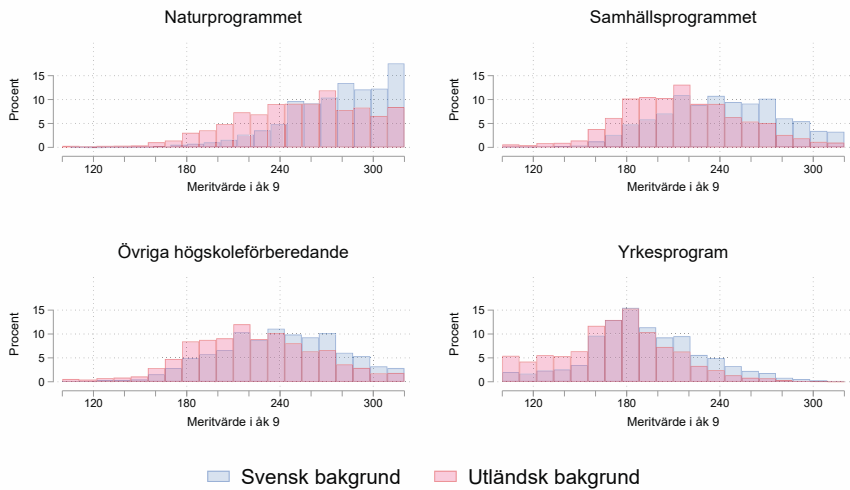 Naturprogrammet
Samhällsprogrammet
Procent
15
10
5
0
120
180
240
300
Meritvärde i åk 9
Procent
15
10
5
0
120
180
240
300
Meritvärde i åk 9
Övriga högskoleförberedande
Yrkesprogram
Procent
15
10
5
0
120
180
240
300
Meritvärde i åk 9
Procent
15
10
5
0
120
180
240
300
Meritvärde i åk 9
Svensk bakgrund
Utländsk bakgrund